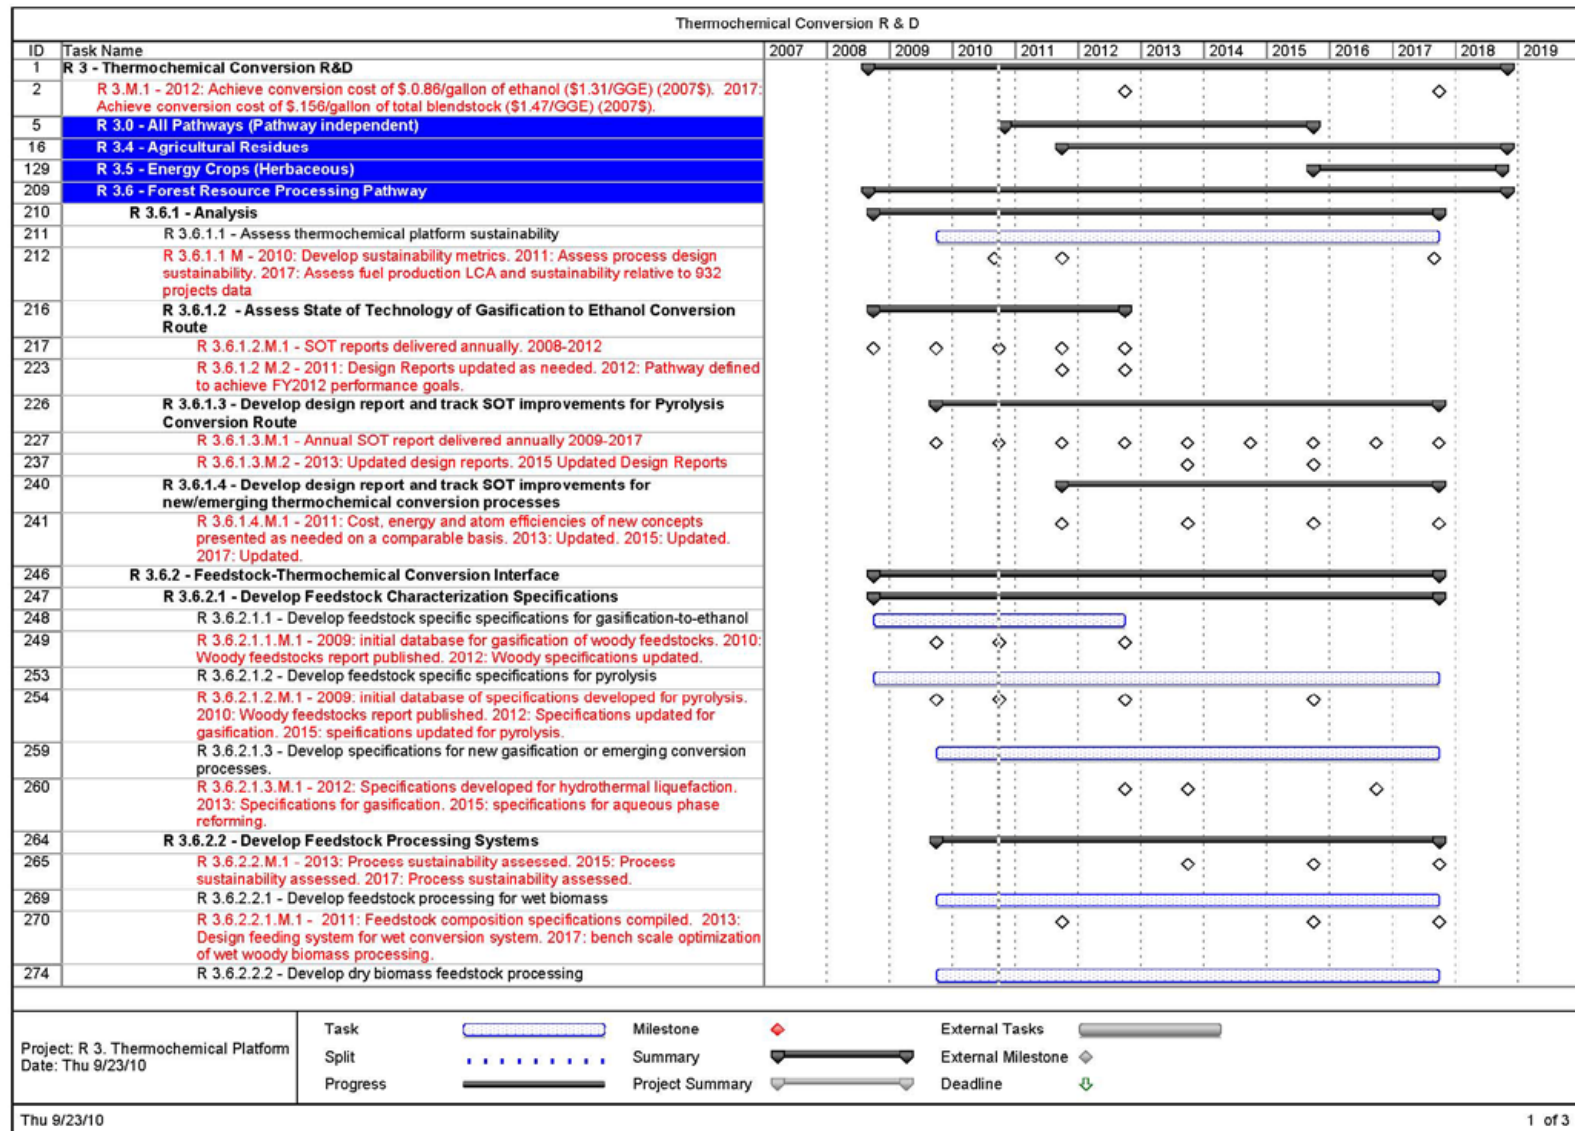 Thermochemical Conversion R & D
ID Task Name 2007 2008 2009 2010 2011 2012 2013 2014 2015 2016 2017 2018 2019
1 R 3 - Thermochemical Conversion R&D
2 R 3.M.1 - 2012: Achieve conversion cost of $.0.86/gallon of ethanol ($1.31/GGE) (2007$). 2017:
Achieve conversion cost of $.156/gallon of total blendstock ($1.47/GGE) (2007$).
5 R 3.0 - All Pathways (Pathway independent)
16 R 3.4 - Agricultural Residues
129 R 3.5 - Energy Crops (Herbaceous)
209 R 3.6 - Forest Resource Processing Pathway
210 R 3.6.1 - Analysis
211 R 3.6.1.1 - Assess thermochemical platform sustainability
212 R 3.6.1.1 M - 2010: Develop sustainability metrics. 2011: Assess process design
sustainability. 2017: Assess fuel production LCA and sustainability relative to 932
projects data
216 R 3.6.1.2 - Assess State of Technology of Gasification to Ethanol Conversion
Route
217 R 3.6.1.2.M.1 - SOT reports delivered annually. 2008-2012
223 R 3.6.1.2 M.2 - 2011: Design Reports updated as needed. 2012: Pathway defined
to achieve FY2012 performance goals.
226 R 3.6.1.3 - Develop design report and track SOT improvements for Pyrolysis
Conversion Route
227 R 3.6.1.3.M.1 - Annual SOT report delivered annually 2009-2017
237 R 3.6.1.3.M.2 - 2013: Updated design reports. 2015 Updated Design Reports
240 R 3.6.1.4 - Develop design report and track SOT improvements for
new/emerging thermochemical conversion processes
241 R 3.6.1.4.M.1 - 2011: Cost, energy and atom efficiencies of new concepts
presented as needed on a comparable basis. 2013: Updated. 2015: Updated.
2017: Updated.
246 R 3.6.2 - Feedstock-Thermochemical Conversion Interface
247 R 3.6.2.1 - Develop Feedstock Characterization Specifications
248 R 3.6.2.1.1 - Develop feedstock specific specifications for gasification-to-ethanol
249 R 3.6.2.1.1.M.1 - 2009: initial database for gasification of woody feedstocks. 2010:
Woody feedstocks report published. 2012: Woody specifications updated.
253 R 3.6.2.1.2 - Develop feedstock specific specifications for pyrolysis
254 R 3.6.2.1.2.M.1 - 2009: initial database of specifications developed for pyrolysis.
2010: Woody feedstocks report published. 2012: Specifications updated for
gasification. 2015: speifications updated for pyrolysis.
259 R 3.6.2.1.3 - Develop specifications for new gasification or emerging conversion
processes.
260 R 3.6.2.1.3.M.1 - 2012: Specifications developed for hydrothermal liquefaction.
2013: Specifications for gasification. 2015: specifications for aqueous phase
reforming.
264 R 3.6.2.2 - Develop Feedstock Processing Systems
265 R 3.6.2.2.M.1 - 2013: Process sustainability assessed. 2015: Process
sustainability assessed. 2017: Process sustainability assessed.
269 R 3.6.2.2.1 - Develop feedstock processing for wet biomass
270 R 3.6.2.2.1.M.1 - 2011: Feedstock composition specifications compiled. 2013:
Design feeding system for wet conversion system. 2017: bench scale optimization
of wet woody biomass processing.
274 R 3.6.2.2.2 - Develop dry biomass feedstock processing
Project: R 3. Thermochemical Platform
Date: Thu 9/23/10
Task Milestone External Tasks
Split Summary External Milestone
Progress Project Summary Deadline
Thu 9/23/10 1 of 3